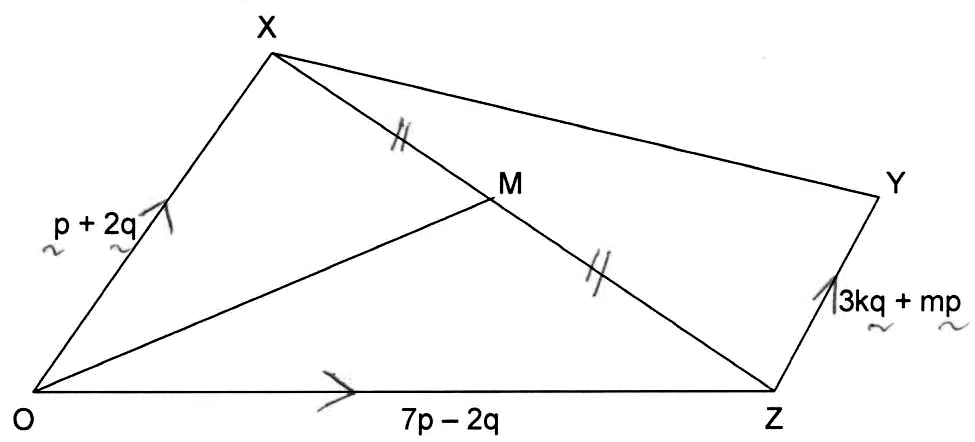 X
M
Y
p + 2q
3kq + mp
O
7p – 2q
Z